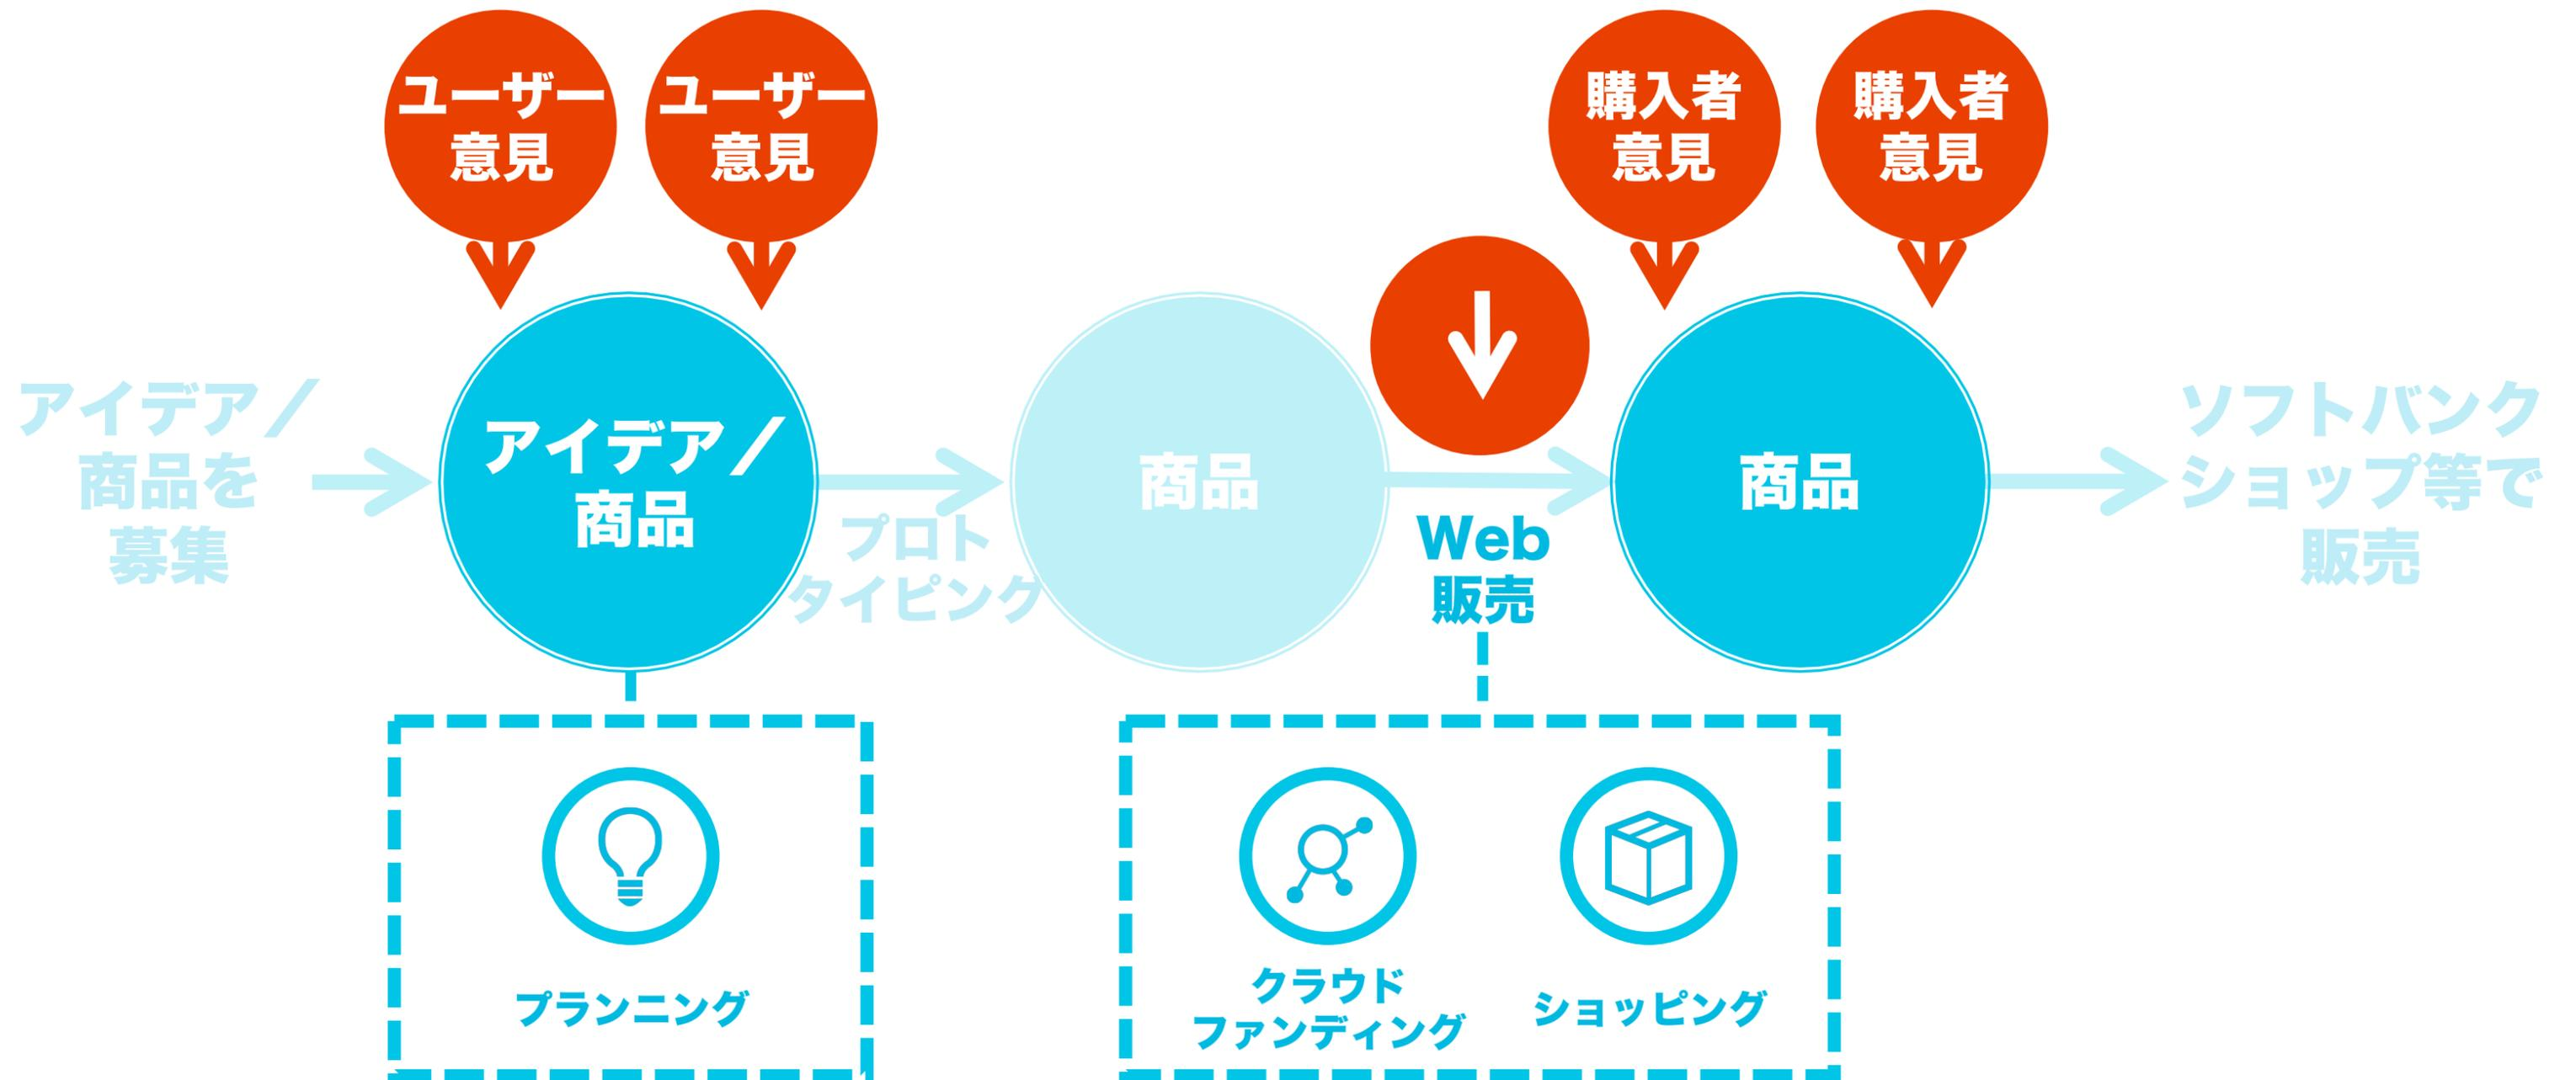 ユーザー
意見
ユーザー
意見
購入者
意見
購入者
意見
アイデア／
商品を
募集
アイデア／
商品
プロト
タイピング
商品
Web
販売
商品
ソフトバンク
ショップ等で
販売
プランニング
クラウド
ファンディング
ショッピング